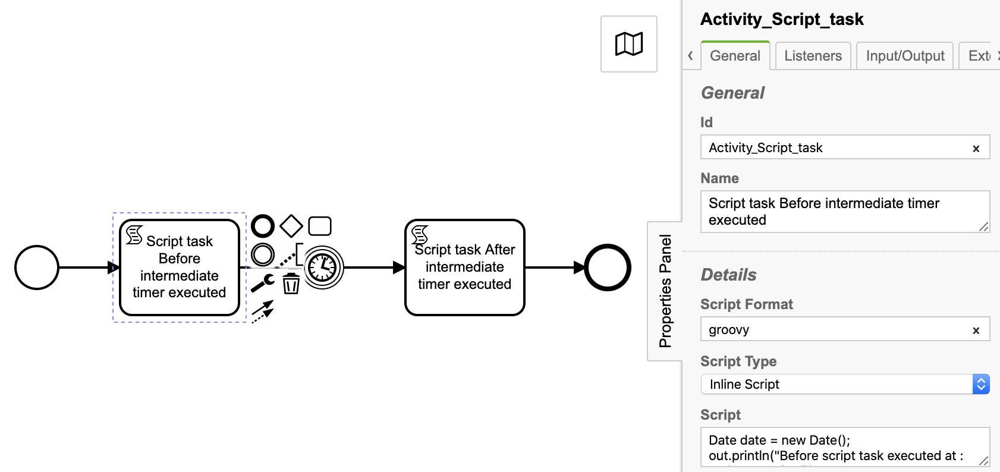 Script task
Before
intermediate
timer executed
Script task After
intermediate
timer executed
Properties Panel
Activity_Script_task
General
Listeners
Input/Output
Ext
General
Id
Activity_Script_task
Name
Script task Before intermediate timer
executed
Details
Script Format
groovy
Script Type
Inline Script
Script
Date date = new Date();
out.println("Before script task executed at :